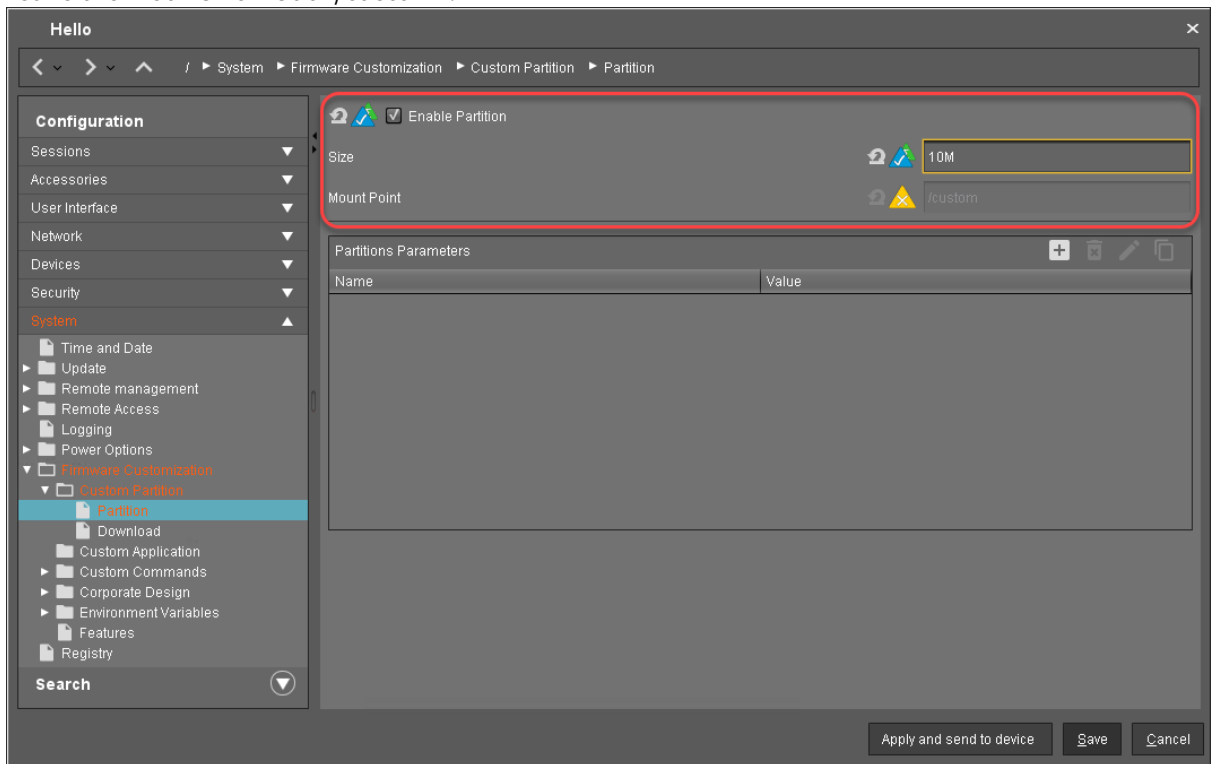 Hello
/ ► System ► Firmware Customization ► Custom Partition ► Partition
Configuration
Sessions
Accessories
User Interface
Network
Devices
Security
System
Time and Date
Update
Remote management
Remote Access
Logging
Power Options
Firmware Customization
Custom Partition
Partition
Download
Custom Application
Custom Commands
Corporate Design
Environment Variables
Features
Registry
Search
Enable Partition
Size 10M
Mount Point /custom
Partitions Parameters
Name Value
Apply and send to device Save Cancel